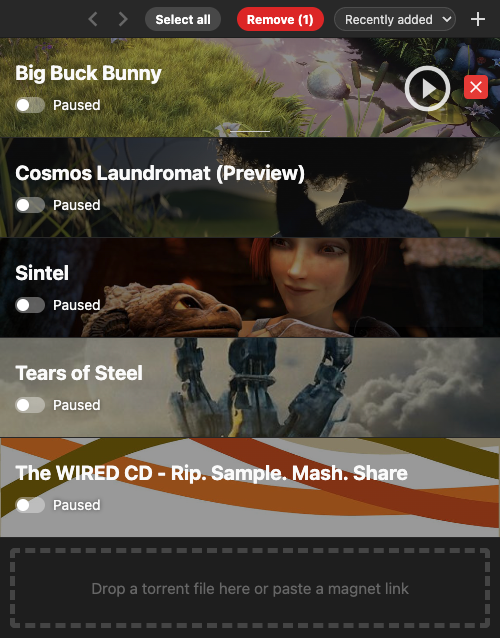 Select all
Remove (1)
Recently added
Big Buck Bunny
Paused
Cosmos Laundromat (Preview)
Paused
Sintel
Paused
Tears of Steel
Paused
The WIRED CD - Rip. Sample. Mash. Share
Paused
Drop a torrent file here or paste a magnet link